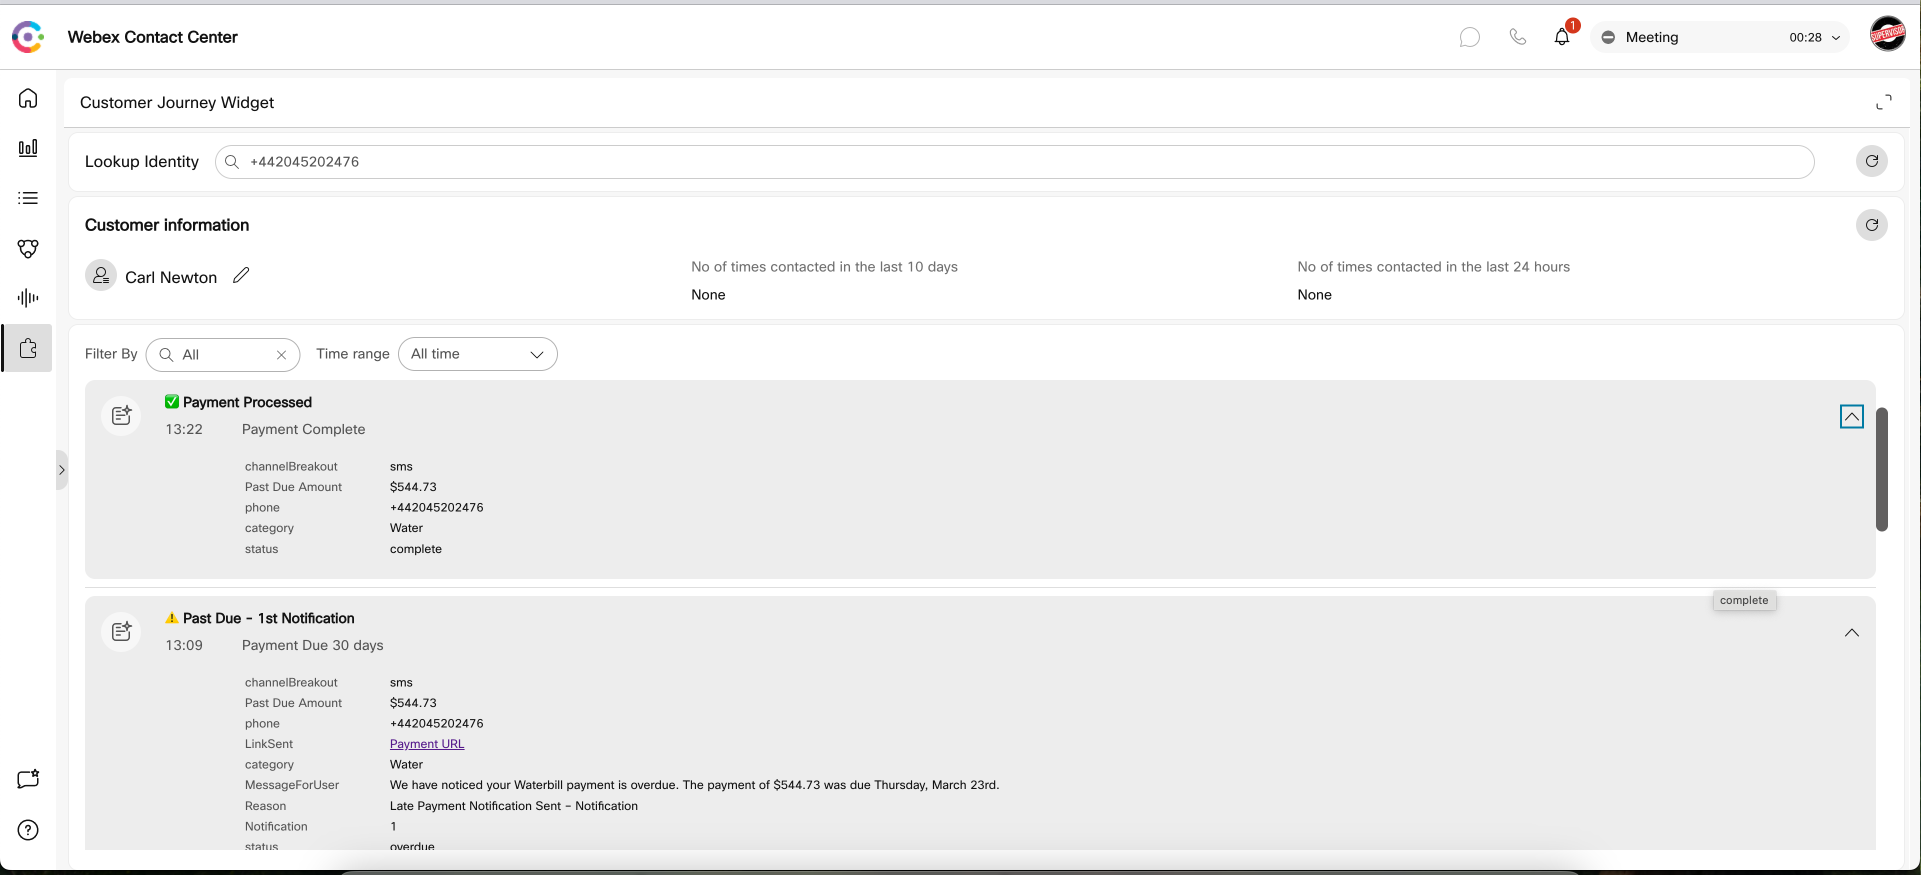 Webex Contact Center
1
Meeting 00:28
SUPERVISOR
Customer Journey Widget
Lookup Identity +442045202476
Customer information
Carl Newton
No of times contacted in the last 10 days
None
No of times contacted in the last 24 hours
None
Filter By All Time range All time
✅ Payment Processed
13:22 Payment Complete
channelBreakout sms
Past Due Amount $544.73
phone +442045202476
category Water
status complete
complete
⚠️ Past Due - 1st Notification
13:09 Payment Due 30 days
channelBreakout sms
Past Due Amount $544.73
phone +442045202476
LinkSent Payment URL
category Water
MessageForUser We have noticed your Waterbill payment is overdue. The payment of $544.73 was due Thursday, March 23rd.
Reason Late Payment Notification Sent - Notification
Notification 1
status overdue